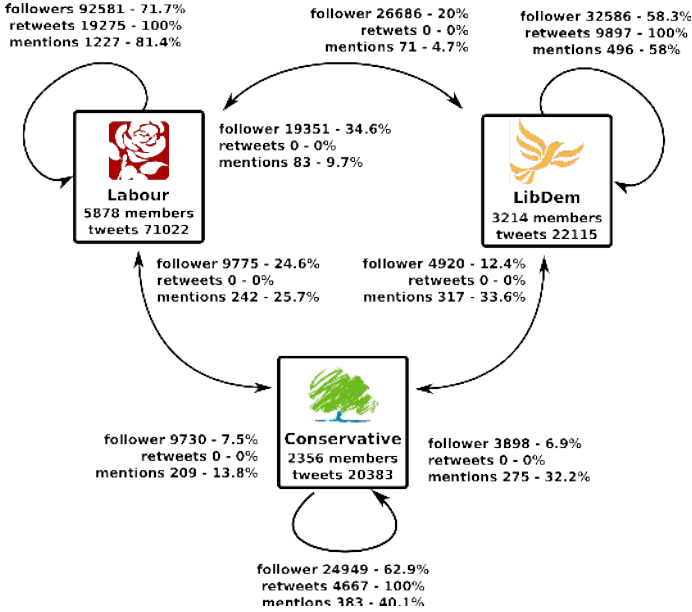 followers 92581 - 71.7%
retweets 19275 - 100%
mentions 1227 - 81.4%
follower 26686 - 20%
retwets 0 - 0%
mentions 71 - 4.7%
follower 32586 - 58.3%
retweets 9897 - 100%
mentions 496 - 58%
follower 19351 - 34.6%
retweets 0 - 0%
mentions 83 - 9.7%
Labour
5878 members
tweets 71022
LibDem
3214 members
tweets 22115
follower 9775 - 24.6%
retweets 0 - 0%
mentions 242 - 25.7%
follower 4920 - 12.4%
retweets 0 - 0%
mentions 317 - 33.6%
Conservative
2356 members
tweets 20383
follower 9730 - 7.5%
retweets 0 - 0%
mentions 209 - 13.8%
follower 3898 - 6.9%
retweets 0 - 0%
mentions 275 - 32.2%
follower 24949 - 62.9%
retweets 4667 - 100%
mentions 383 - 40.1%